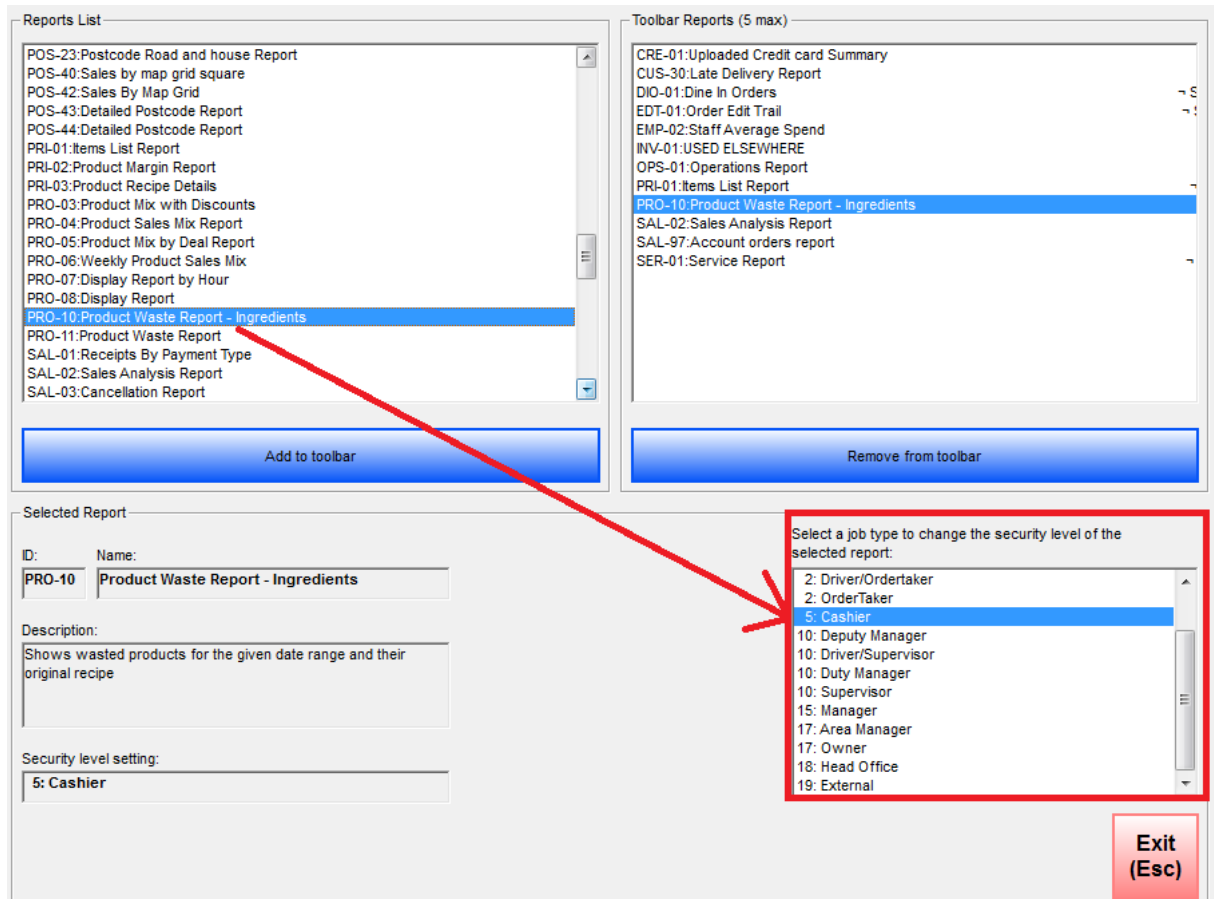 Reports List
POS-23:Postcode Road and house Report
POS-40:Sales by map grid square
POS-42:Sales By Map Grid
POS-43:Detailed Postcode Report
POS-44:Detailed Postcode Report
PRI-01:Items List Report
PRI-02:Product Margin Report
PRI-03:Product Recipe Details
PRO-03:Product Mix with Discounts
PRO-04:Product Sales Mix Report
PRO-05:Product Mix by Deal Report
PRO-06:Weekly Product Sales Mix
PRO-07:Display Report by Hour
PRO-08:Display Report
PRO-10:Product Waste Report - Ingredients
PRO-11:Product Waste Report
SAL-01:Receipts By Payment Type
SAL-02:Sales Analysis Report
SAL-03:Cancellation Report
Add to toolbar
Toolbar Reports (5 max)
CRE-01:Uploaded Credit card Summary
CUS-30:Late Delivery Report
DIO-01:Dine In Orders ¬ S
EDT-01:Order Edit Trail ¬
EMP-02:Staff Average Spend
INV-01:USED ELSEWHERE
OPS-01:Operations Report
PRI-01:Items List Report ¬
PRO-10:Product Waste Report - Ingredients
SAL-02:Sales Analysis Report
SAL-97:Account orders report
SER-01:Service Report ¬
Remove from toolbar
Selected Report
ID: Name:
PRO-10 Product Waste Report - Ingredients
Description:
Shows wasted products for the given date range and their
original recipe
Security level setting:
5: Cashier
Select a job type to change the security level of the
selected report:
2: Driver/Ordertaker
2: OrderTaker
5: Cashier
10: Deputy Manager
10: Driver/Supervisor
10: Duty Manager
10: Supervisor
15: Manager
17: Area Manager
17: Owner
18: Head Office
19: External
Exit
(Esc)